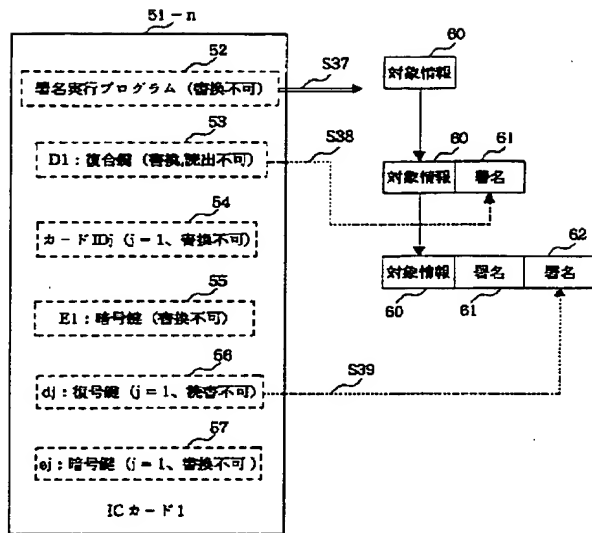 51-n
52
署名実行プログラム (書換不可)
S37
60
対象情報
53
D1:復合鍵 (書換,読出不可)
S38
60
61
対象情報
署名
54
カードIDj (j=1、書換不可)
62
対象情報
署名
署名
60
61
55
E1:暗号鍵 (書換不可)
56
dj:復号鍵 (j=1、読書不可)
S39
57
ej:暗号鍵 (j=1、書換不可)
ICカード1